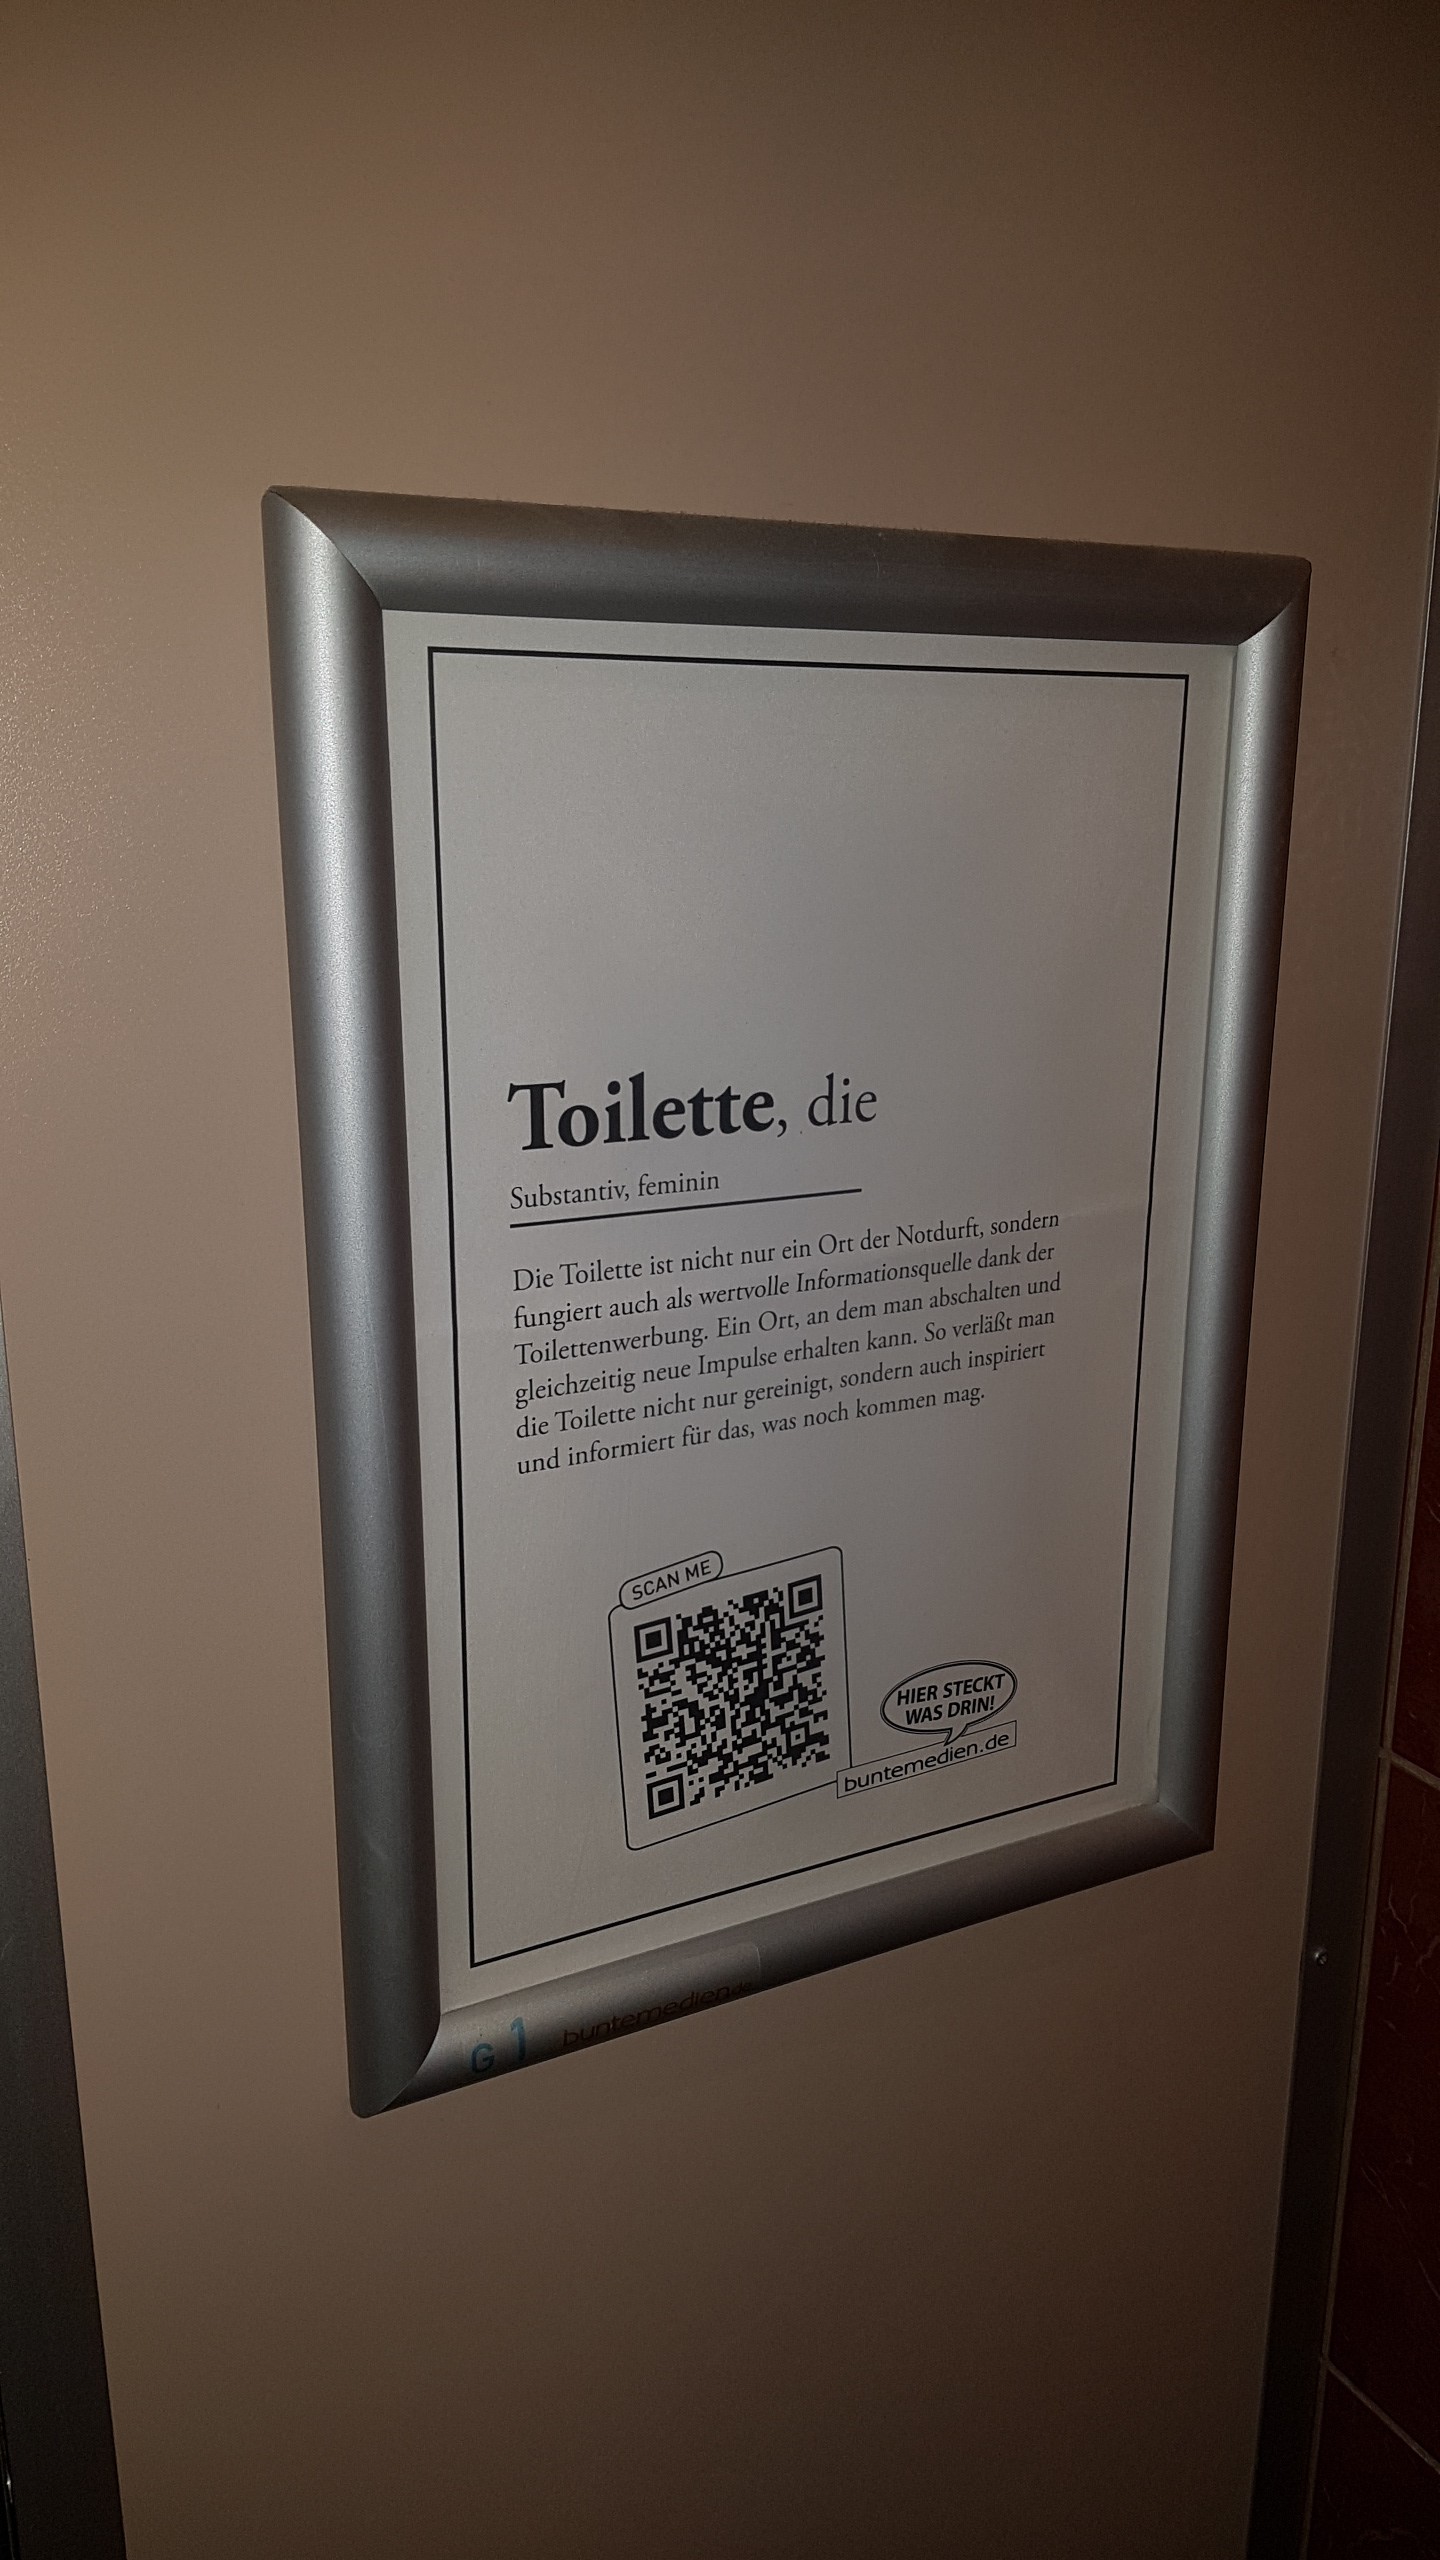 Toilette, die
Substantiv, feminin
Die Toilette ist nicht nur ein Ort der Notdurft, sondern
fungiert auch als wertvolle Informationsquelle dank der
Toilettenwerbung. Ein Ort, an dem man abschalten und
gleichzeitig neue Impulse erhalten kann. So verläßt man
die Toilette nicht nur gereinigt, sondern auch inspiriert
und informiert für das, was noch kommen mag.
SCAN ME
HIER STECKT
WAS DRIN!
buntemedien.de
G 1 buntemedien.de